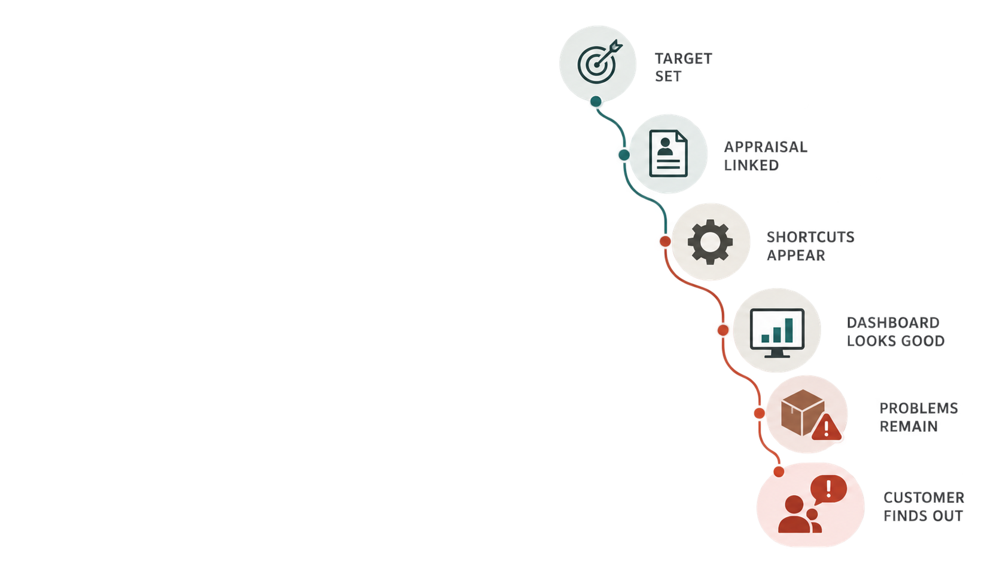 TARGET
SET
APPRAISAL
LINKED
SHORTCUTS
APPEAR
DASHBOARD
LOOKS GOOD
PROBLEMS
REMAIN
CUSTOMER
FINDS OUT